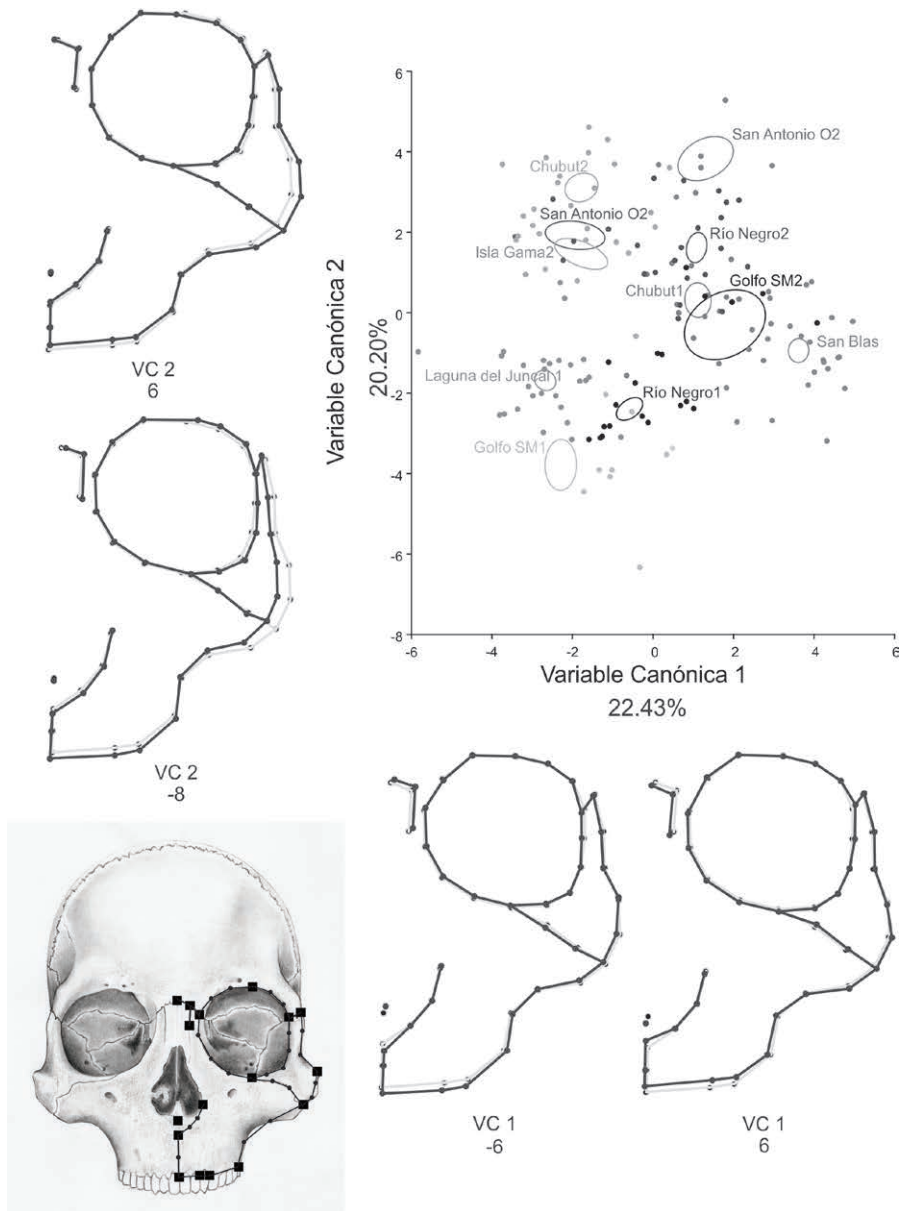 VC 2
6
VC 2
-8
6
4
2
0
-2
-4
-6
-8
-6
-4
-2
0
2
4
6
Variable Canónica 2
20.20%
San Antonio O2
Chubut2
San Antonio O2
Río Negro2
Isla Gama2
Golfo SM2
Chubut1
San Blas
Laguna del Juncal 1
Río Negro1
Golfo SM1
Variable Canónica 1
22.43%
VC 1
-6
VC 1
6